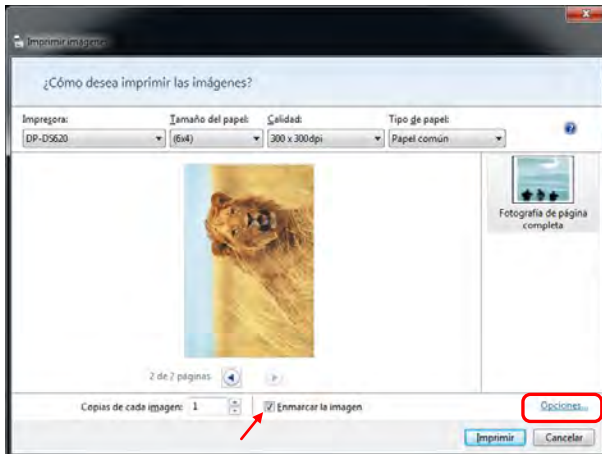 Imprimir imágenes
¿Cómo desea imprimir las imágenes?
Impresora: Tamaño del papel: Calidad: Tipo de papel:
DP-DS620 (6x4) 300 x 300dpi Papel común
Fotografía de página
completa
2 de 2 páginas
Copias de cada imagen: 1 Enmarcar la imagen Opciones...
Imprimir Cancelar